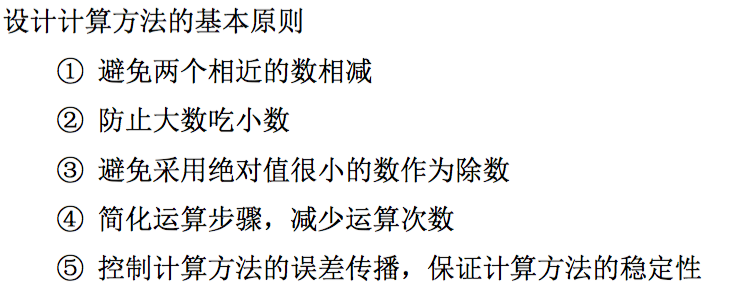 设计计算方法的基本原则
① 避免两个相近的数相减
② 防止大数吃小数
③ 避免采用绝对值很小的数作为除数
④ 简化运算步骤，减少运算次数
⑤ 控制计算方法的误差传播，保证计算方法的稳定性